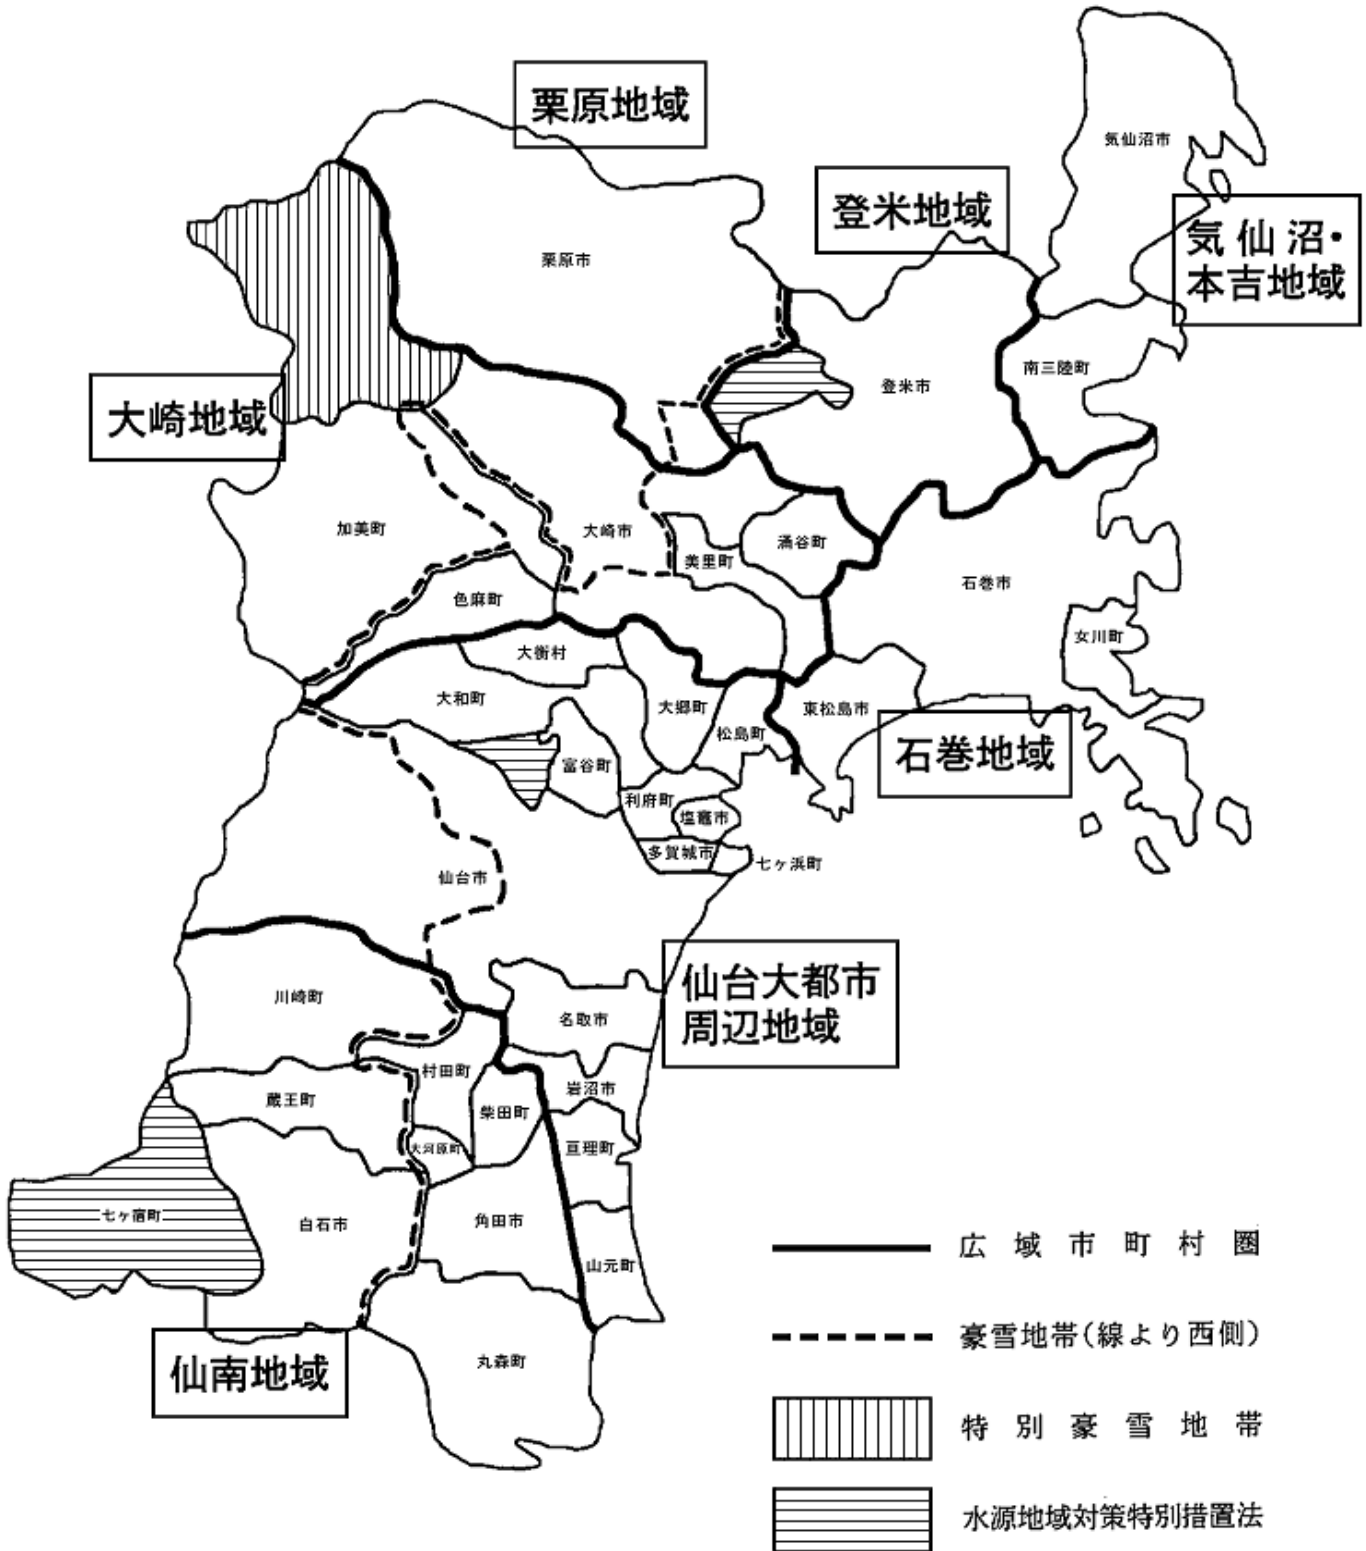 栗原地域
気仙沼市
登米地域
気仙沼・
本吉地域
栗原市
南三陸町
登米市
大崎地域
加美町
大崎市
涌谷町
美里町
石巻市
色麻町
女川町
大衡村
大和町
大郷町
東松島市
松島町
石巻地域
富谷町
利府町
塩竈市
多賀城市
七ヶ浜町
仙台市
仙台大都市
周辺地域
川崎町
名取市
村田町
岩沼市
蔵王町
柴田町
大河原町
亘理町
七ヶ宿町
白石市
角田市
山元町
仙南地域
丸森町
広域市町村圏
豪雪地帯(線より西側)
特別豪雪地帯
水源地域対策特別措置法